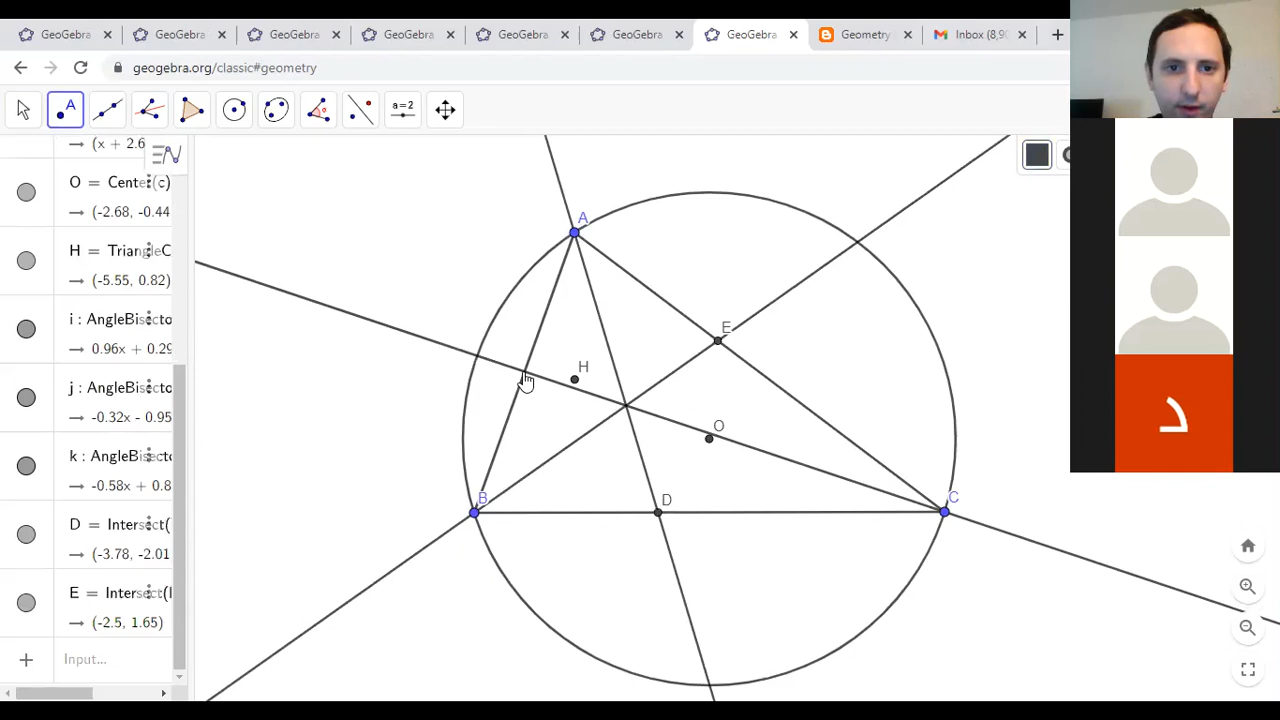 GeoGebra GeoGebra GeoGebra GeoGebra GeoGebra GeoGebra GeoGebra Geometry Inbox (8,90
geogebra.org/classic#geometry
A
a=2
(x + 2.6
O = Center(c)
(-2.68, -0.44
H = TriangleC
(-5.55, 0.82)
i : AngleBisecto
0.96x + 0.29
j : AngleBisecto
-0.32x - 0.95
k : AngleBisecto
-0.58x + 0.8
D = Intersect(
(-3.78, -2.01
E = Intersect(
(-2.5, 1.65)
Input...
A
E
H
O
B
D
C
د